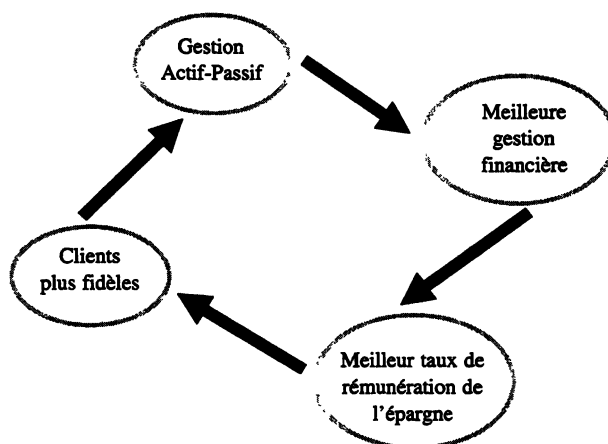 Gestion
Actif-Passif
Meilleure
gestion
financière
Clients
plus fidèles
Meilleur taux de
rémunération de
l'épargne